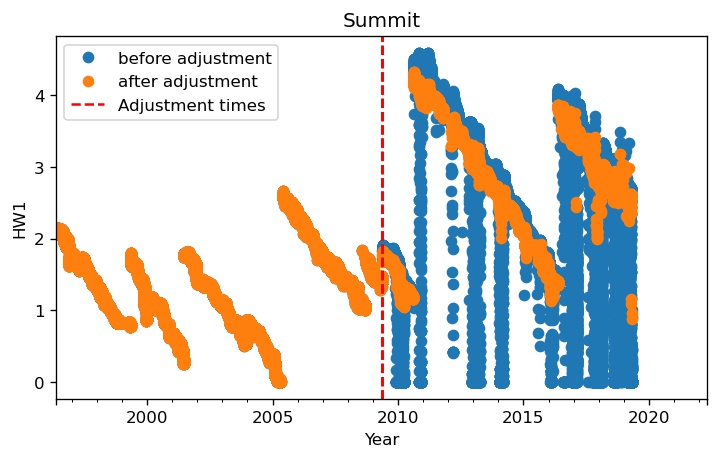 Summit
before adjustment
after adjustment
Adjustment times
HW1
4
3
2
1
0
2000 2005 2010 2015 2020
Year